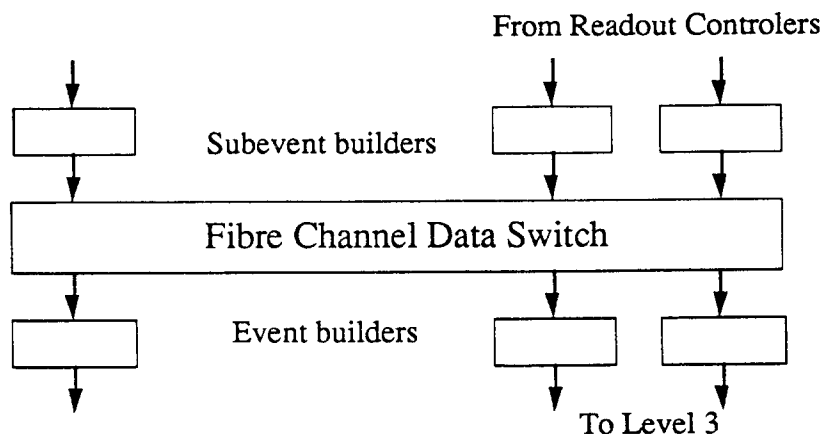 From Readout Controlers
Subevent builders
Fibre Channel Data Switch
Event builders
To Level 3